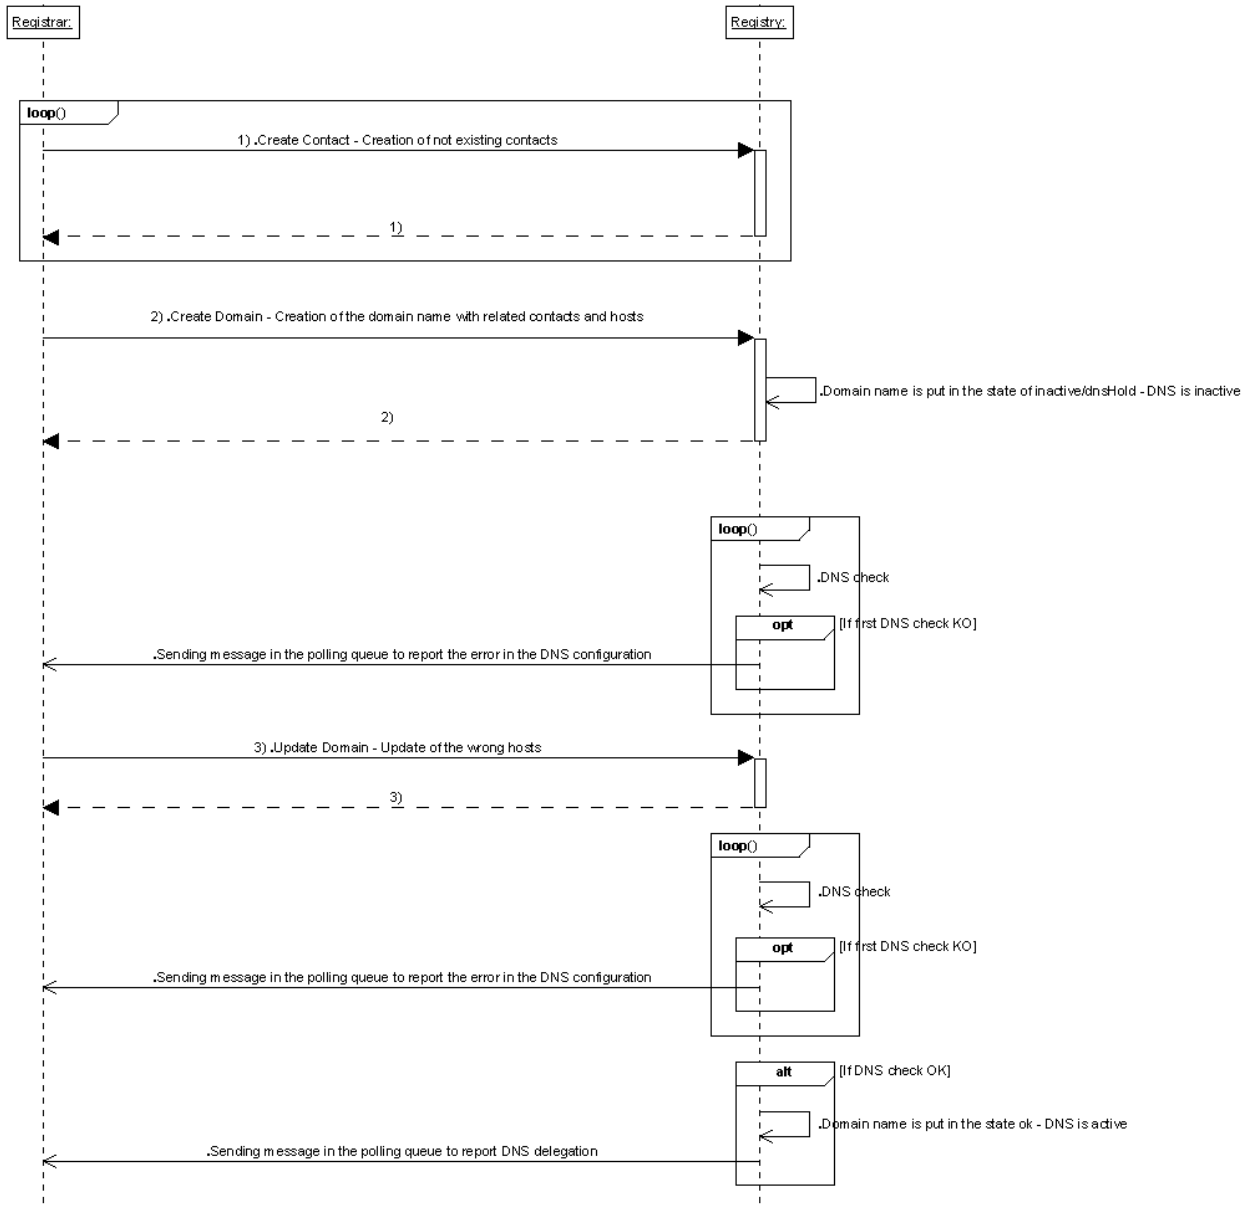 Registrar:
Registry:
loop()
1) .Create Contact - Creation of not existing contacts
1)
2) .Create Domain - Creation of the domain name with related contacts and hosts
.Domain name is put in the state of inactive/dnsHold - DNS is inactive
2)
loop()
.DNS check
opt
[If first DNS check KO]
.Sending message in the polling queue to report the error in the DNS configuration
3) .Update Domain - Update of the wrong hosts
3)
loop()
.DNS check
opt
[If first DNS check KO]
.Sending message in the polling queue to report the error in the DNS configuration
alt
[If DNS check OK]
.Domain name is put in the state ok - DNS is active
.Sending message in the polling queue to report DNS delegation